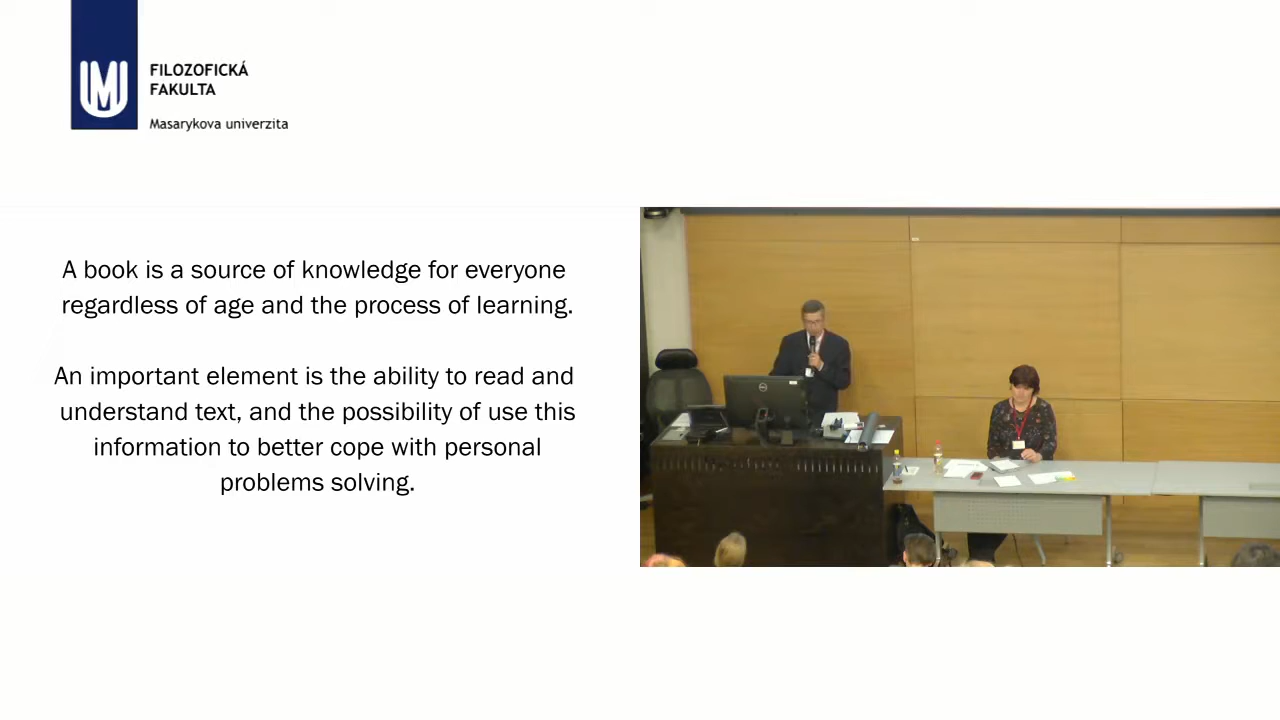 FILOZOFICKÁ
FAKULTA
Masarykova univerzita
A book is a source of knowledge for everyone
regardless of age and the process of learning.
An important element is the ability to read and
understand text, and the possibility of use this
information to better cope with personal
problems solving.